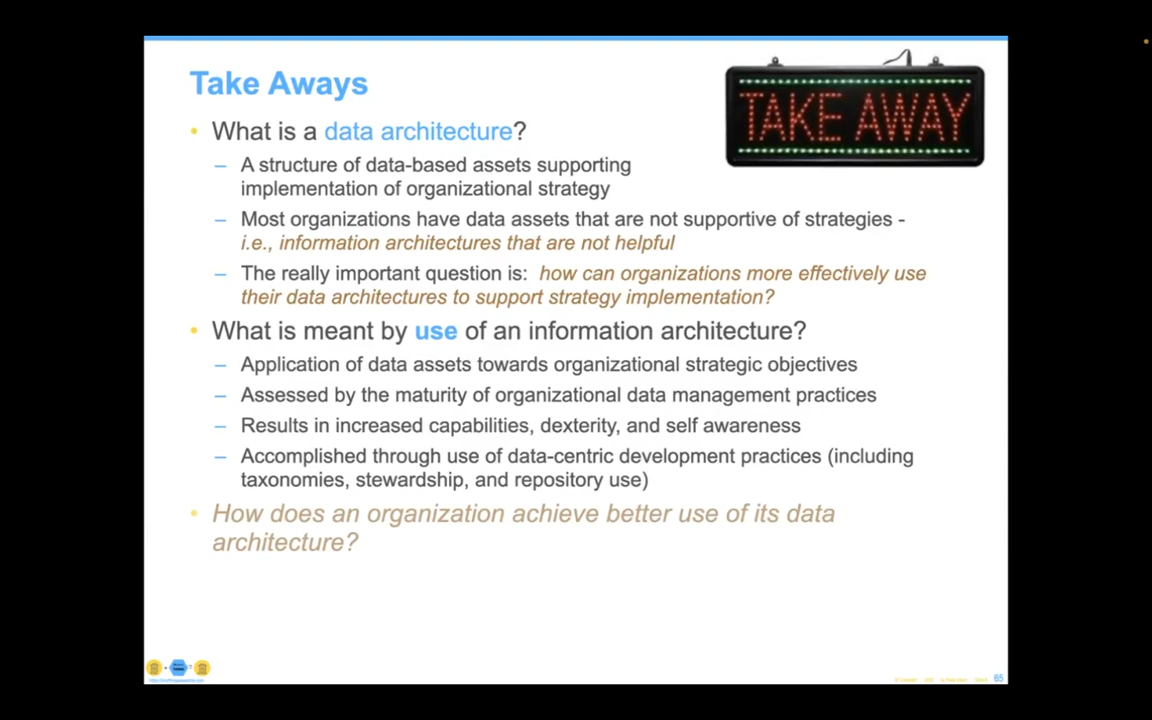 Take Aways
TAKE AWAY
• What is a data architecture?
– A structure of data-based assets supporting
implementation of organizational strategy
– Most organizations have data assets that are not supportive of strategies -
i.e., information architectures that are not helpful
– The really important question is: how can organizations more effectively use
their data architectures to support strategy implementation?
• What is meant by use of an information architecture?
– Application of data assets towards organizational strategic objectives
– Assessed by the maturity of organizational data management practices
– Results in increased capabilities, dexterity, and self awareness
– Accomplished through use of data-centric development practices (including
taxonomies, stewardship, and repository use)
• How does an organization achieve better use of its data
architecture?
65